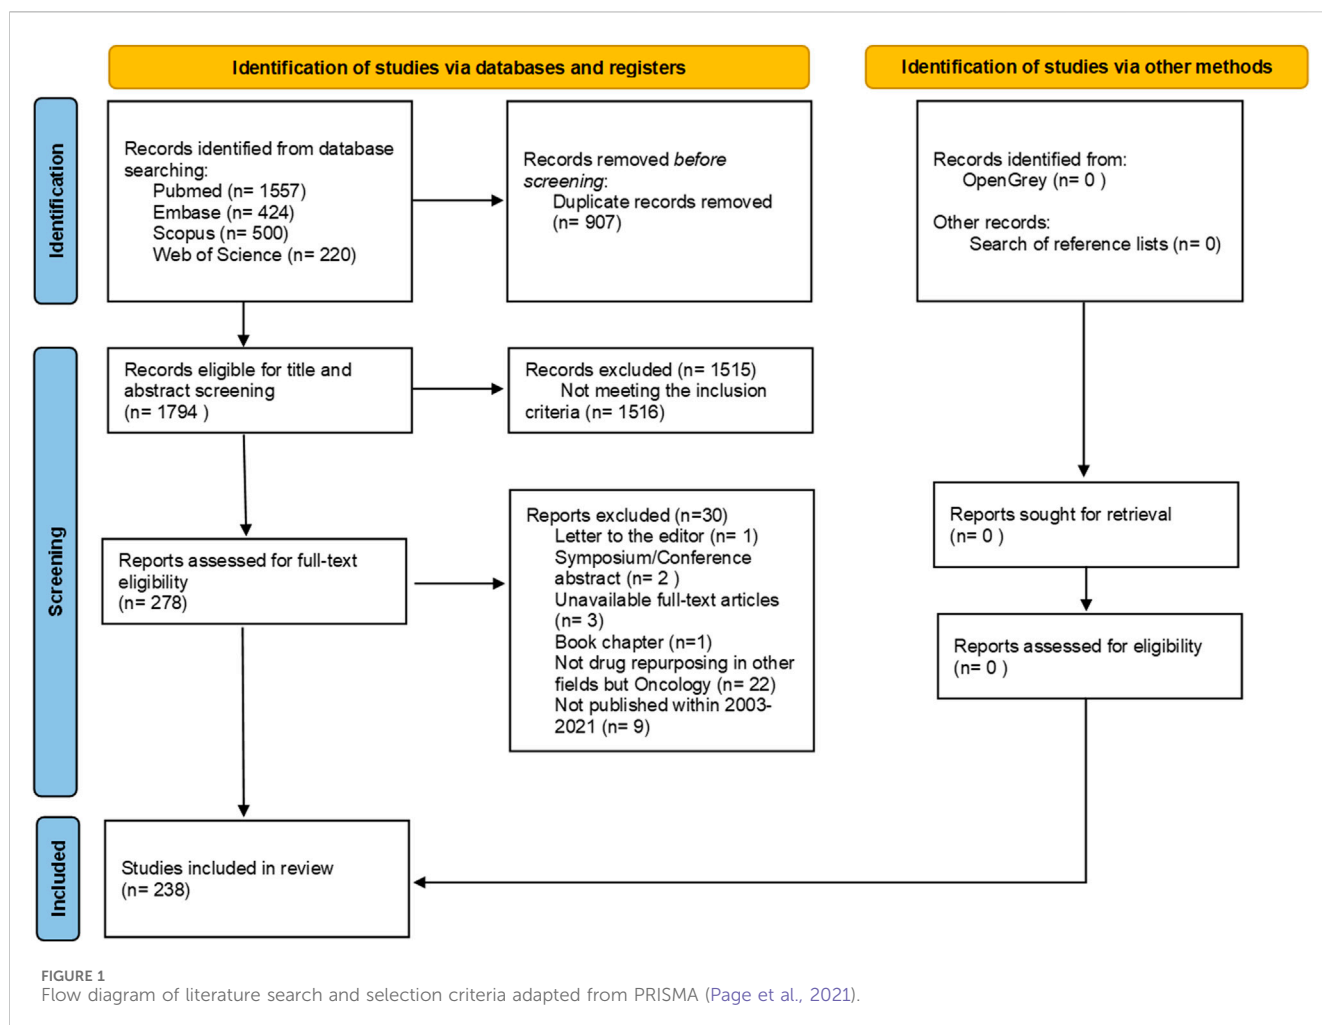 Identification of studies via databases and registers
Identification of studies via other methods
Identification
Records identified from database
searching:
Pubmed (n= 1557)
Embase (n= 424)
Scopus (n= 500)
Web of Science (n= 220)
Records removed before
screening:
Duplicate records removed
(n= 907)
Records identified from:
OpenGrey (n= 0 )
Other records:
Search of reference lists (n= 0)
Screening
Records eligible for title and
abstract screening
(n= 1794 )
Records excluded (n= 1515)
Not meeting the inclusion
criteria (n= 1516)
Reports assessed for full-text
eligibility
(n= 278)
Reports excluded (n=30)
Letter to the editor (n= 1)
Symposium/Conference
abstract (n= 2 )
Unavailable full-text articles
(n= 3)
Book chapter (n=1)
Not drug repurposing in other
fields but Oncology (n= 22)
Not published within 2003-
2021 (n= 9)
Reports sought for retrieval
(n= 0 )
Reports assessed for eligibility
(n= 0 )
Included
Studies included in review
(n= 238)
FIGURE 1
Flow diagram of literature search and selection criteria adapted from PRISMA (Page et al., 2021).